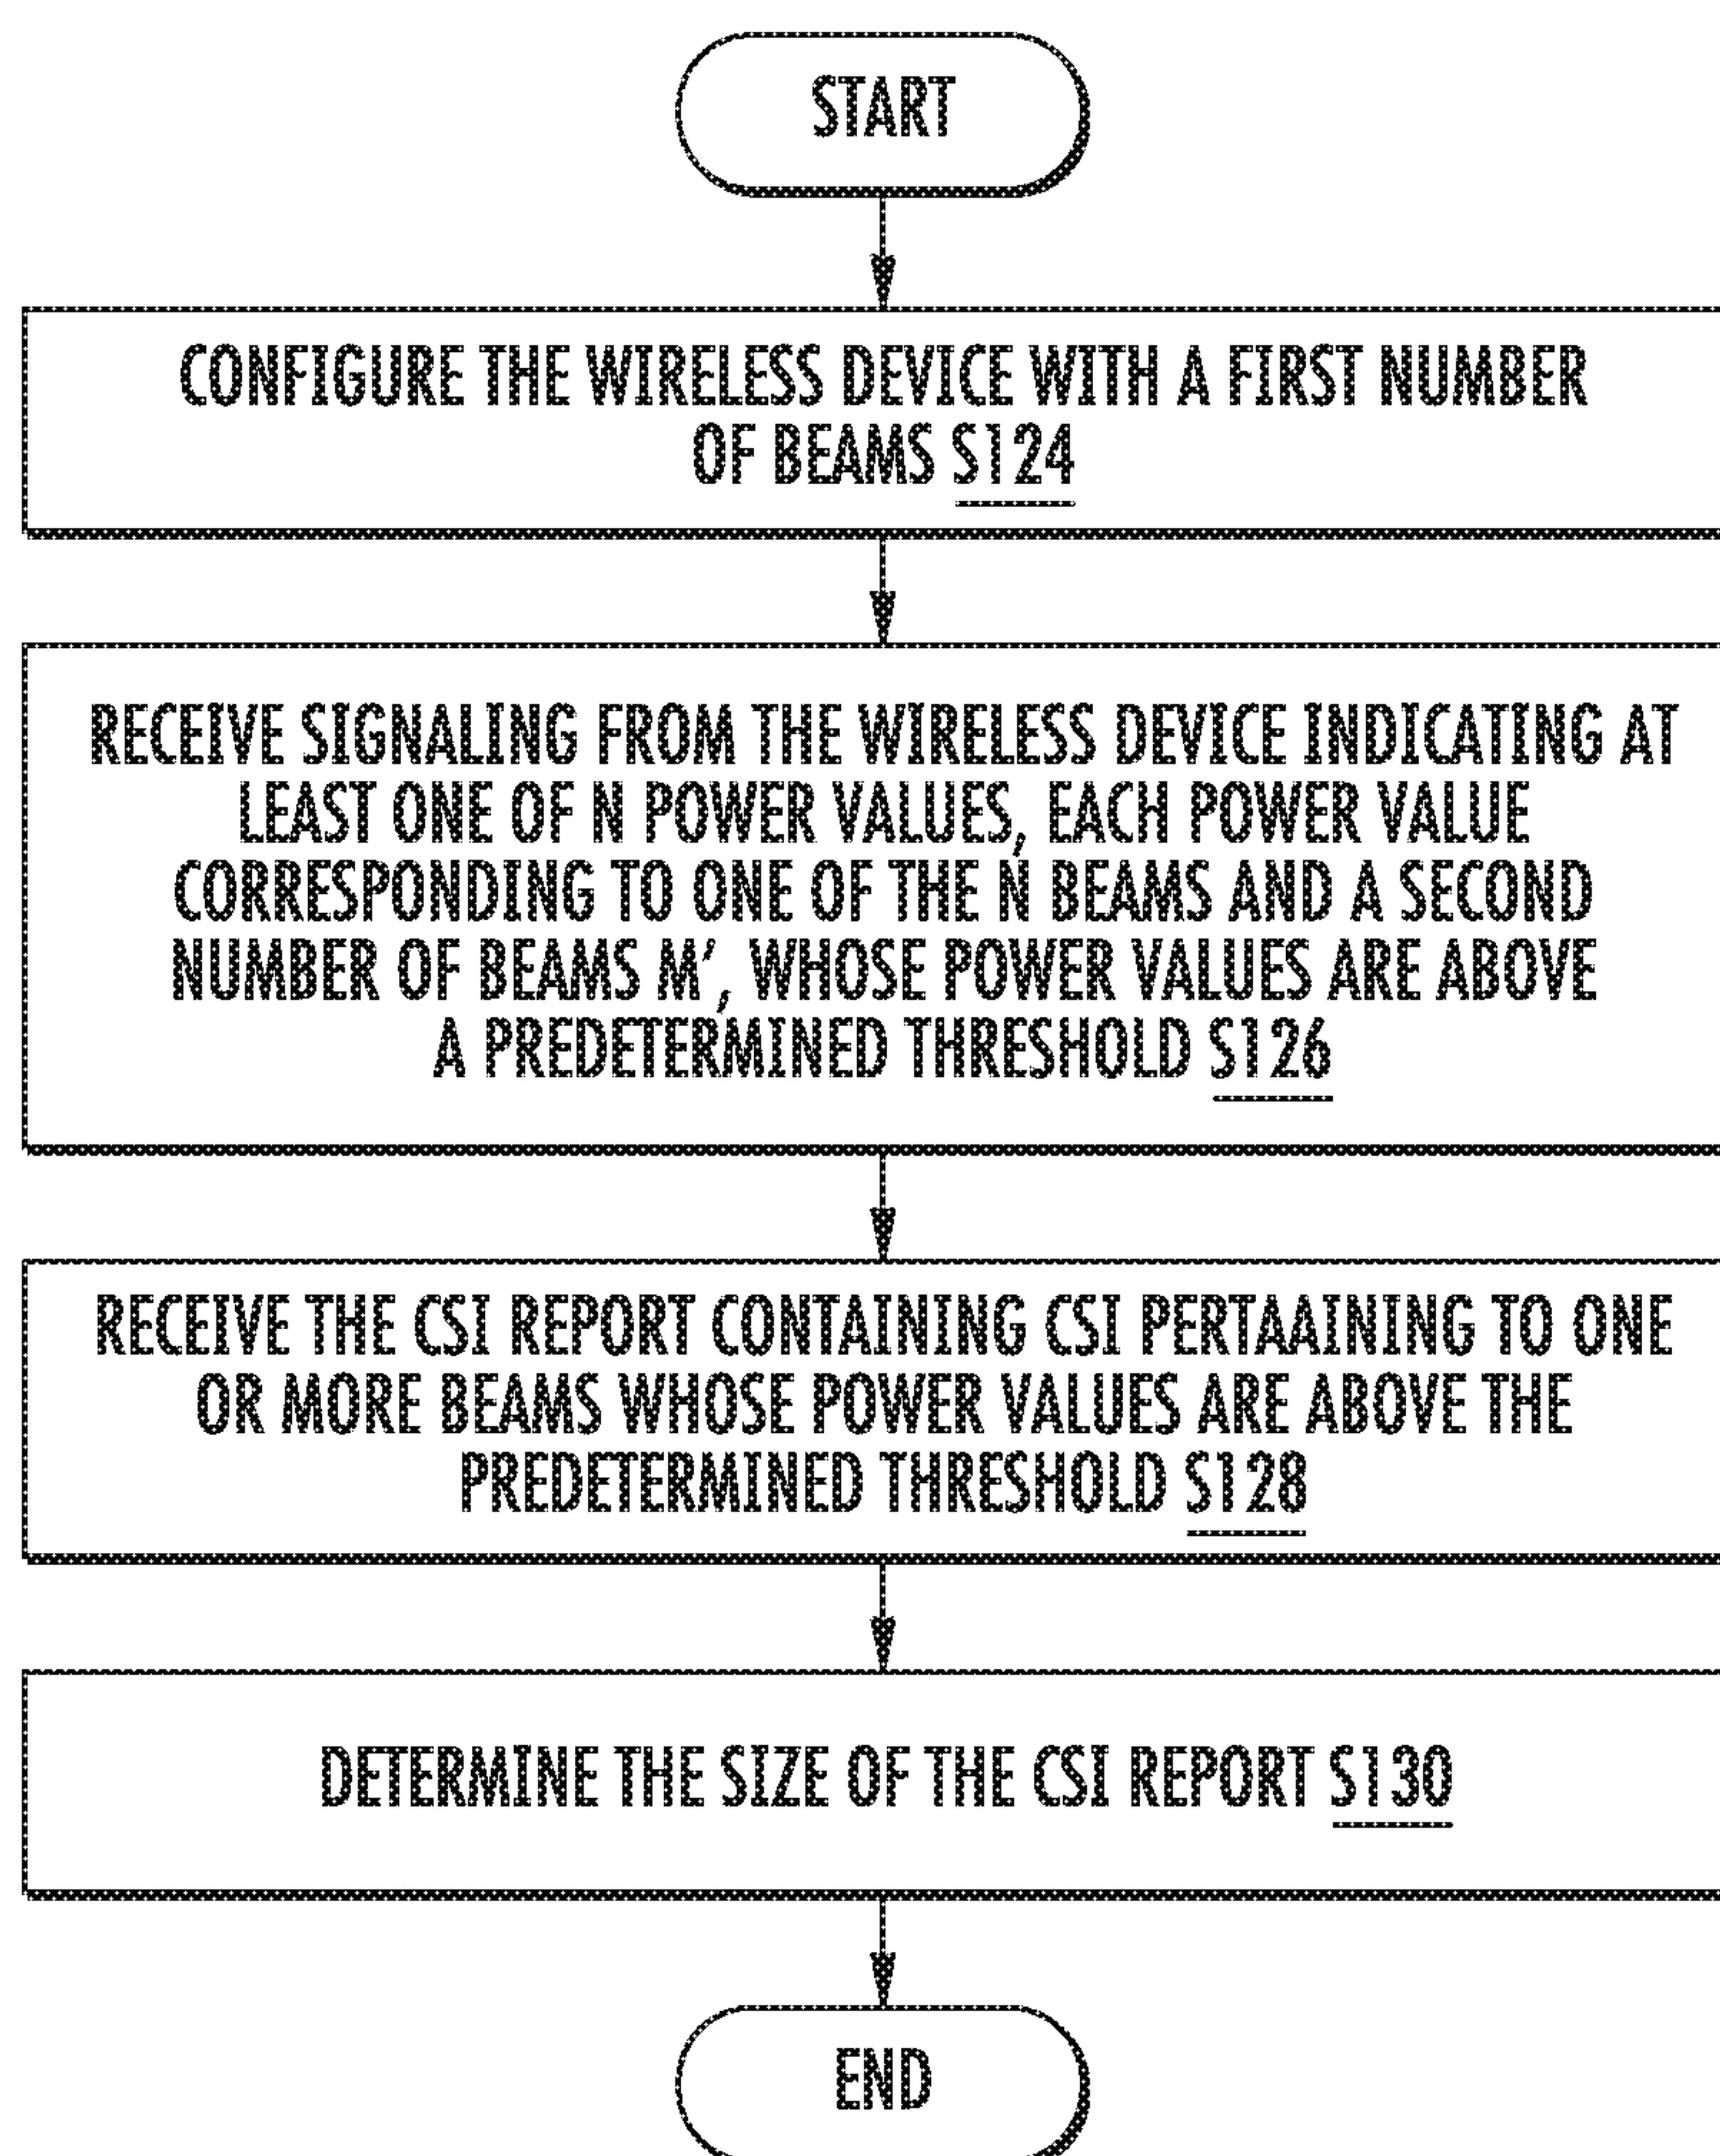 START
CONFIGURE THE WIRELESS DEVICE WITH A FIRST NUMBER
OF BEAMS S124
RECEIVE SIGNALING FROM THE WIRELESS DEVICE INDICATING AT
LEAST ONE OF N POWER VALUES, EACH POWER VALUE
CORRESPONDING TO ONE OF THE N BEAMS AND A SECOND
NUMBER OF BEAMS M', WHOSE POWER VALUES ARE ABOVE
A PREDETERMINED THRESHOLD S126
RECEIVE THE CSI REPORT CONTAINING CSI PERTAAINING TO ONE
OR MORE BEAMS WHOSE POWER VALUES ARE ABOVE THE
PREDETERMINED THRESHOLD S128
DETERMINE THE SIZE OF THE CSI REPORT S130
END